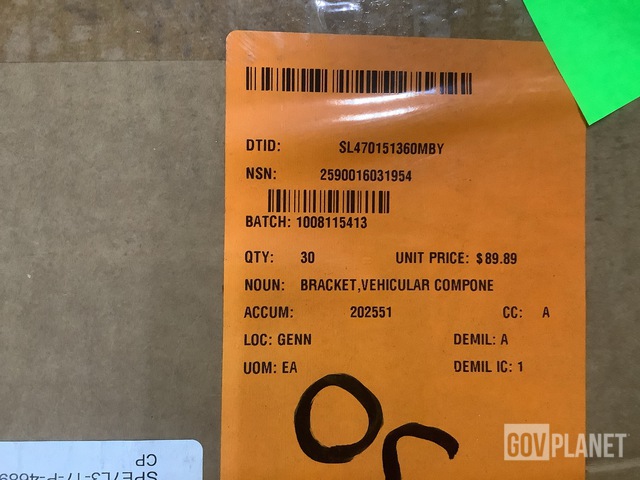 DTID: SL470151360MBY
NSN: 2590016031954
BATCH: 1008115413
QTY: 30 UNIT PRICE: $89.89
NOUN: BRACKET,VEHICULAR COMPONE
ACCUM: 202551 CC: A
LOC: GENN DEMIL: A
UOM: EA DEMIL IC: 1
GOVPLANET
CP